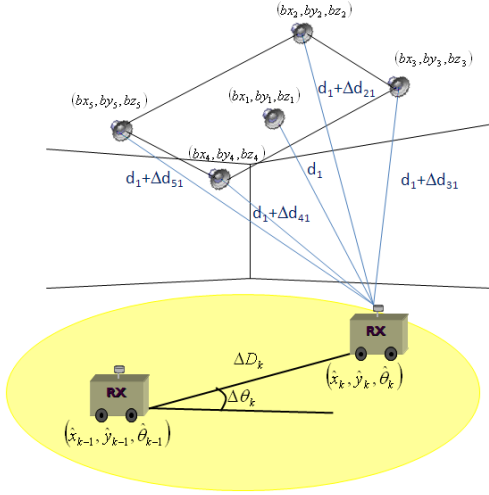 (bx₂,by₂,bz₂)
(bx₃,by₃,bz₃)
(bx₅,by₅,bz₅)
(bx₁,by₁,bz₁)
d₁+Δd₂₁
(bx₄,by₄,bz₄)
d₁+Δd₅₁
d₁
d₁+Δd₃₁
d₁+Δd₄₁
RX
ΔDₖ
(x̂ₖ,ŷₖ,θ̂ₖ)
RX
Δθₖ
(x̂ₖ₋₁,ŷₖ₋₁,θ̂ₖ₋₁)